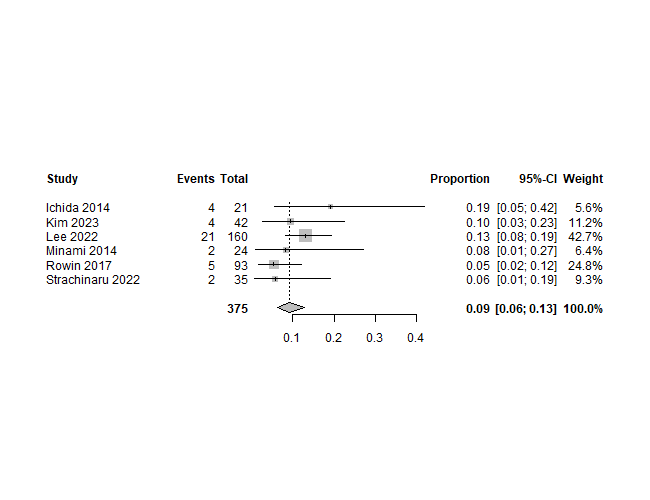 Study Events Total Proportion 95%-CI Weight
Ichida 2014 4 21 0.19 [0.05; 0.42] 5.6%
Kim 2023 4 42 0.10 [0.03; 0.23] 11.2%
Lee 2022 21 160 0.13 [0.08; 0.19] 42.7%
Minami 2014 2 24 0.08 [0.01; 0.27] 6.4%
Rowin 2017 5 93 0.05 [0.02; 0.12] 24.8%
Strachinaru 2022 2 35 0.06 [0.01; 0.19] 9.3%
375 0.09 [0.06; 0.13] 100.0%
0.1 0.2 0.3 0.4